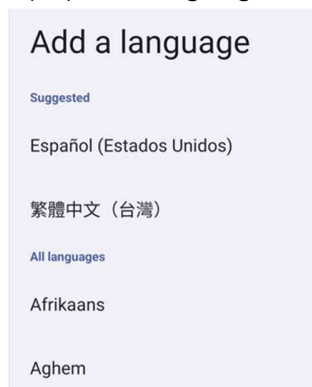 Add a language
Suggested
Español (Estados Unidos)
繁體中文（台灣）
All languages
Afrikaans
Aghem